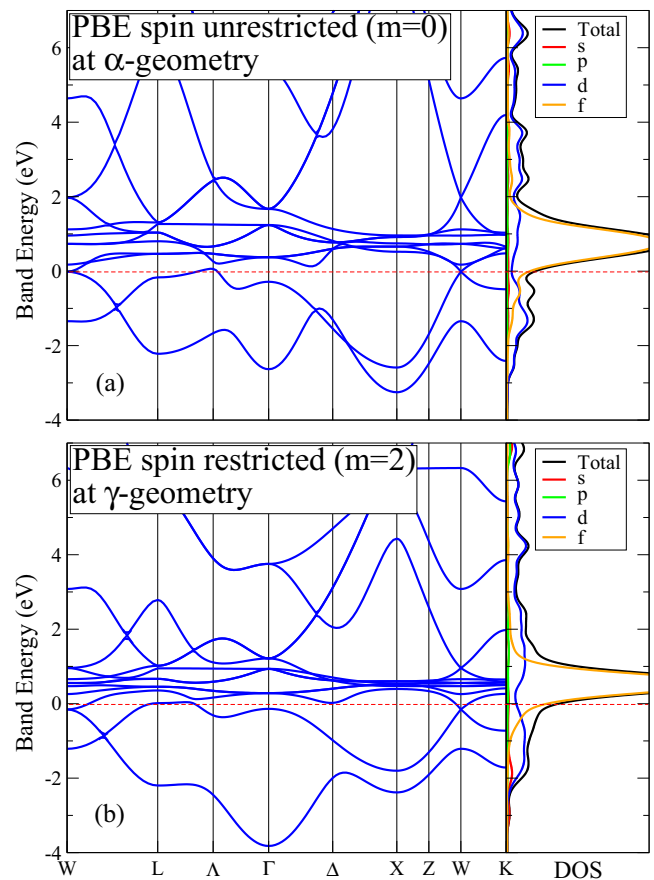 PBE spin unrestricted (m=0)
at α-geometry
Total
s
p
d
f
6
4
2
0
-2
-4
Band Energy (eV)
(a)
PBE spin restricted (m=2)
at γ-geometry
Total
s
p
d
f
6
4
2
0
-2
-4
Band Energy (eV)
(b)
W L Λ Γ Δ X Z W K DOS